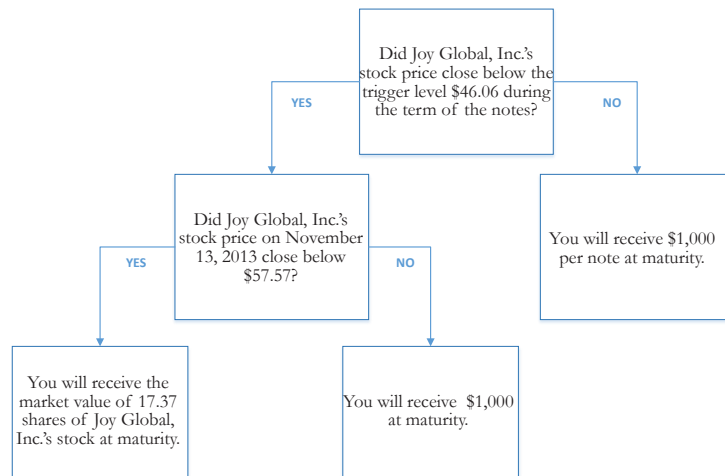 Did Joy Global, Inc.'s
stock price close below the
trigger level $46.06 during
the term of the notes?
YES
NO
Did Joy Global, Inc.'s
stock price on November
13, 2013 close below
$57.57?
You will receive $1,000
per note at maturity.
YES
NO
You will receive the
market value of 17.37
shares of Joy Global,
Inc.'s stock at maturity.
You will receive $1,000
at maturity.